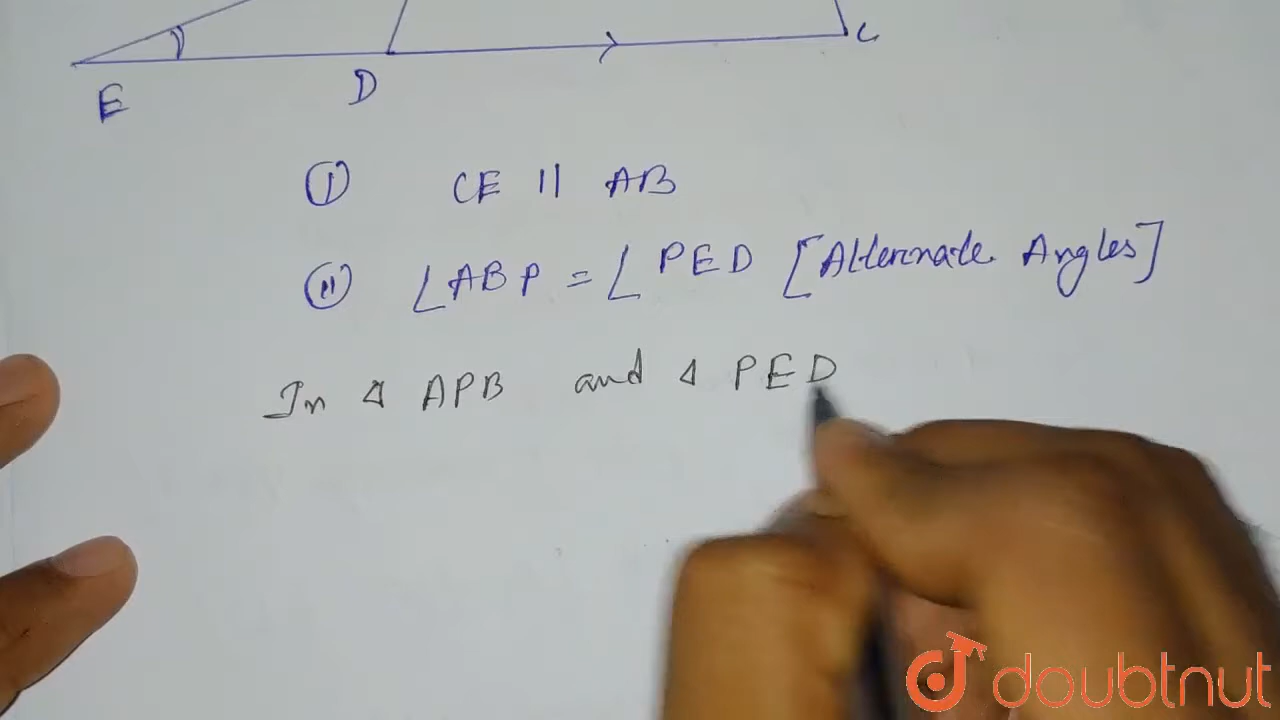 E D C
(I) CE || AB
(II) ∠ABP = ∠PED [Alternate Angles]
In Δ APB and Δ PED
doubtnut